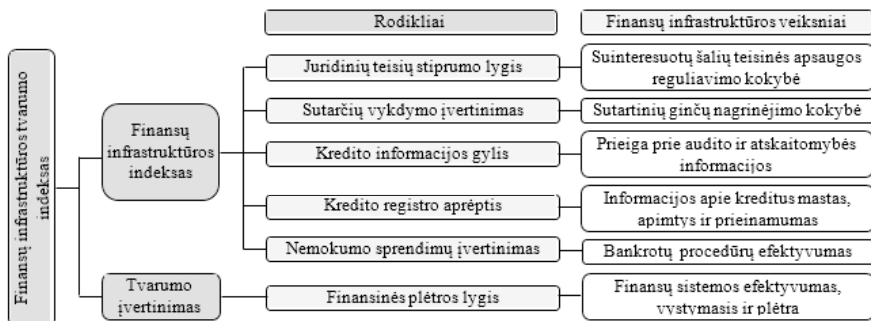 Rodikliai
Finansų infrastruktūros veiksniai
Finansų infrastruktūros tvarumo
indeksas
Finansų
infrastruktūros
indeksas
Juridinių teisių stiprumo lygis
Suinteresuotų šalių teisinės apsaugos
reguliavimo kokybė
Sutarčių vykdymo įvertinimas
Sutartinių ginčų nagrinėjimo kokybė
Kredito informacijos gylis
Prieiga prie audito ir atskaitomybės
informacijos
Kredito registro aprėptis
Informacijos apie kreditus mastas,
apimtys ir prieinamumas
Nemokumo sprendimų įvertinimas
Bankrotų procedūrų efektyvumas
Tvarumo
įvertinimas
Finansinės plėtros lygis
Finansų sistemos efektyvumas,
vystymasis ir plėtra